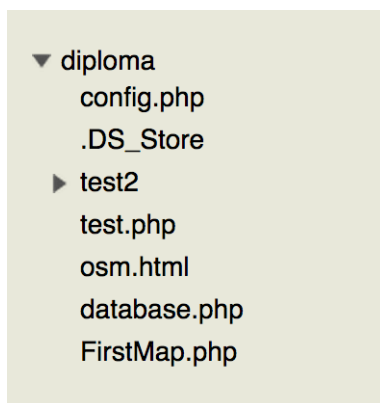 diploma
config.php
.DS_Store
test2
test.php
osm.html
database.php
FirstMap.php